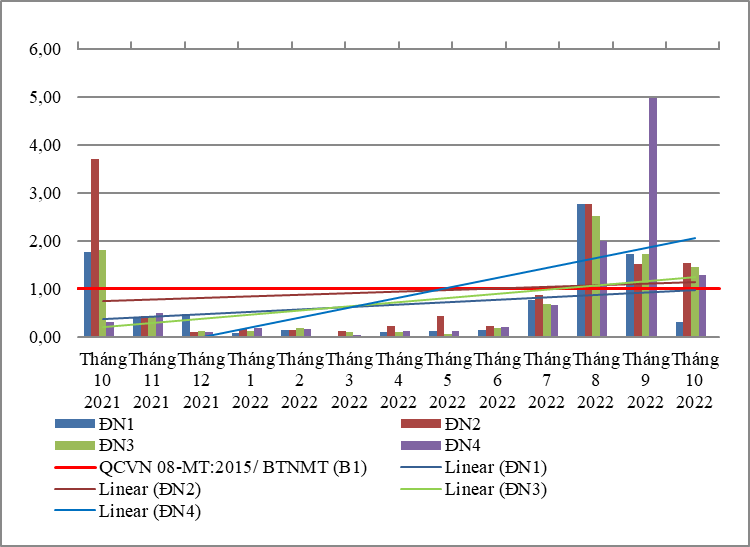 6,00
5,00
4,00
3,00
2,00
1,00
0,00
Tháng Tháng Tháng Tháng Tháng Tháng Tháng Tháng Tháng Tháng Tháng Tháng Tháng
10 11 12 1 2 3 4 5 6 7 8 9 10
2021 2021 2021 2022 2022 2022 2022 2022 2022 2022 2022 2022 2022
ĐN1 ĐN2
ĐN3 ĐN4
QCVN 08-MT:2015/ BTNMT (B1) Linear (ĐN1)
Linear (ĐN2) Linear (ĐN3)
Linear (ĐN4)